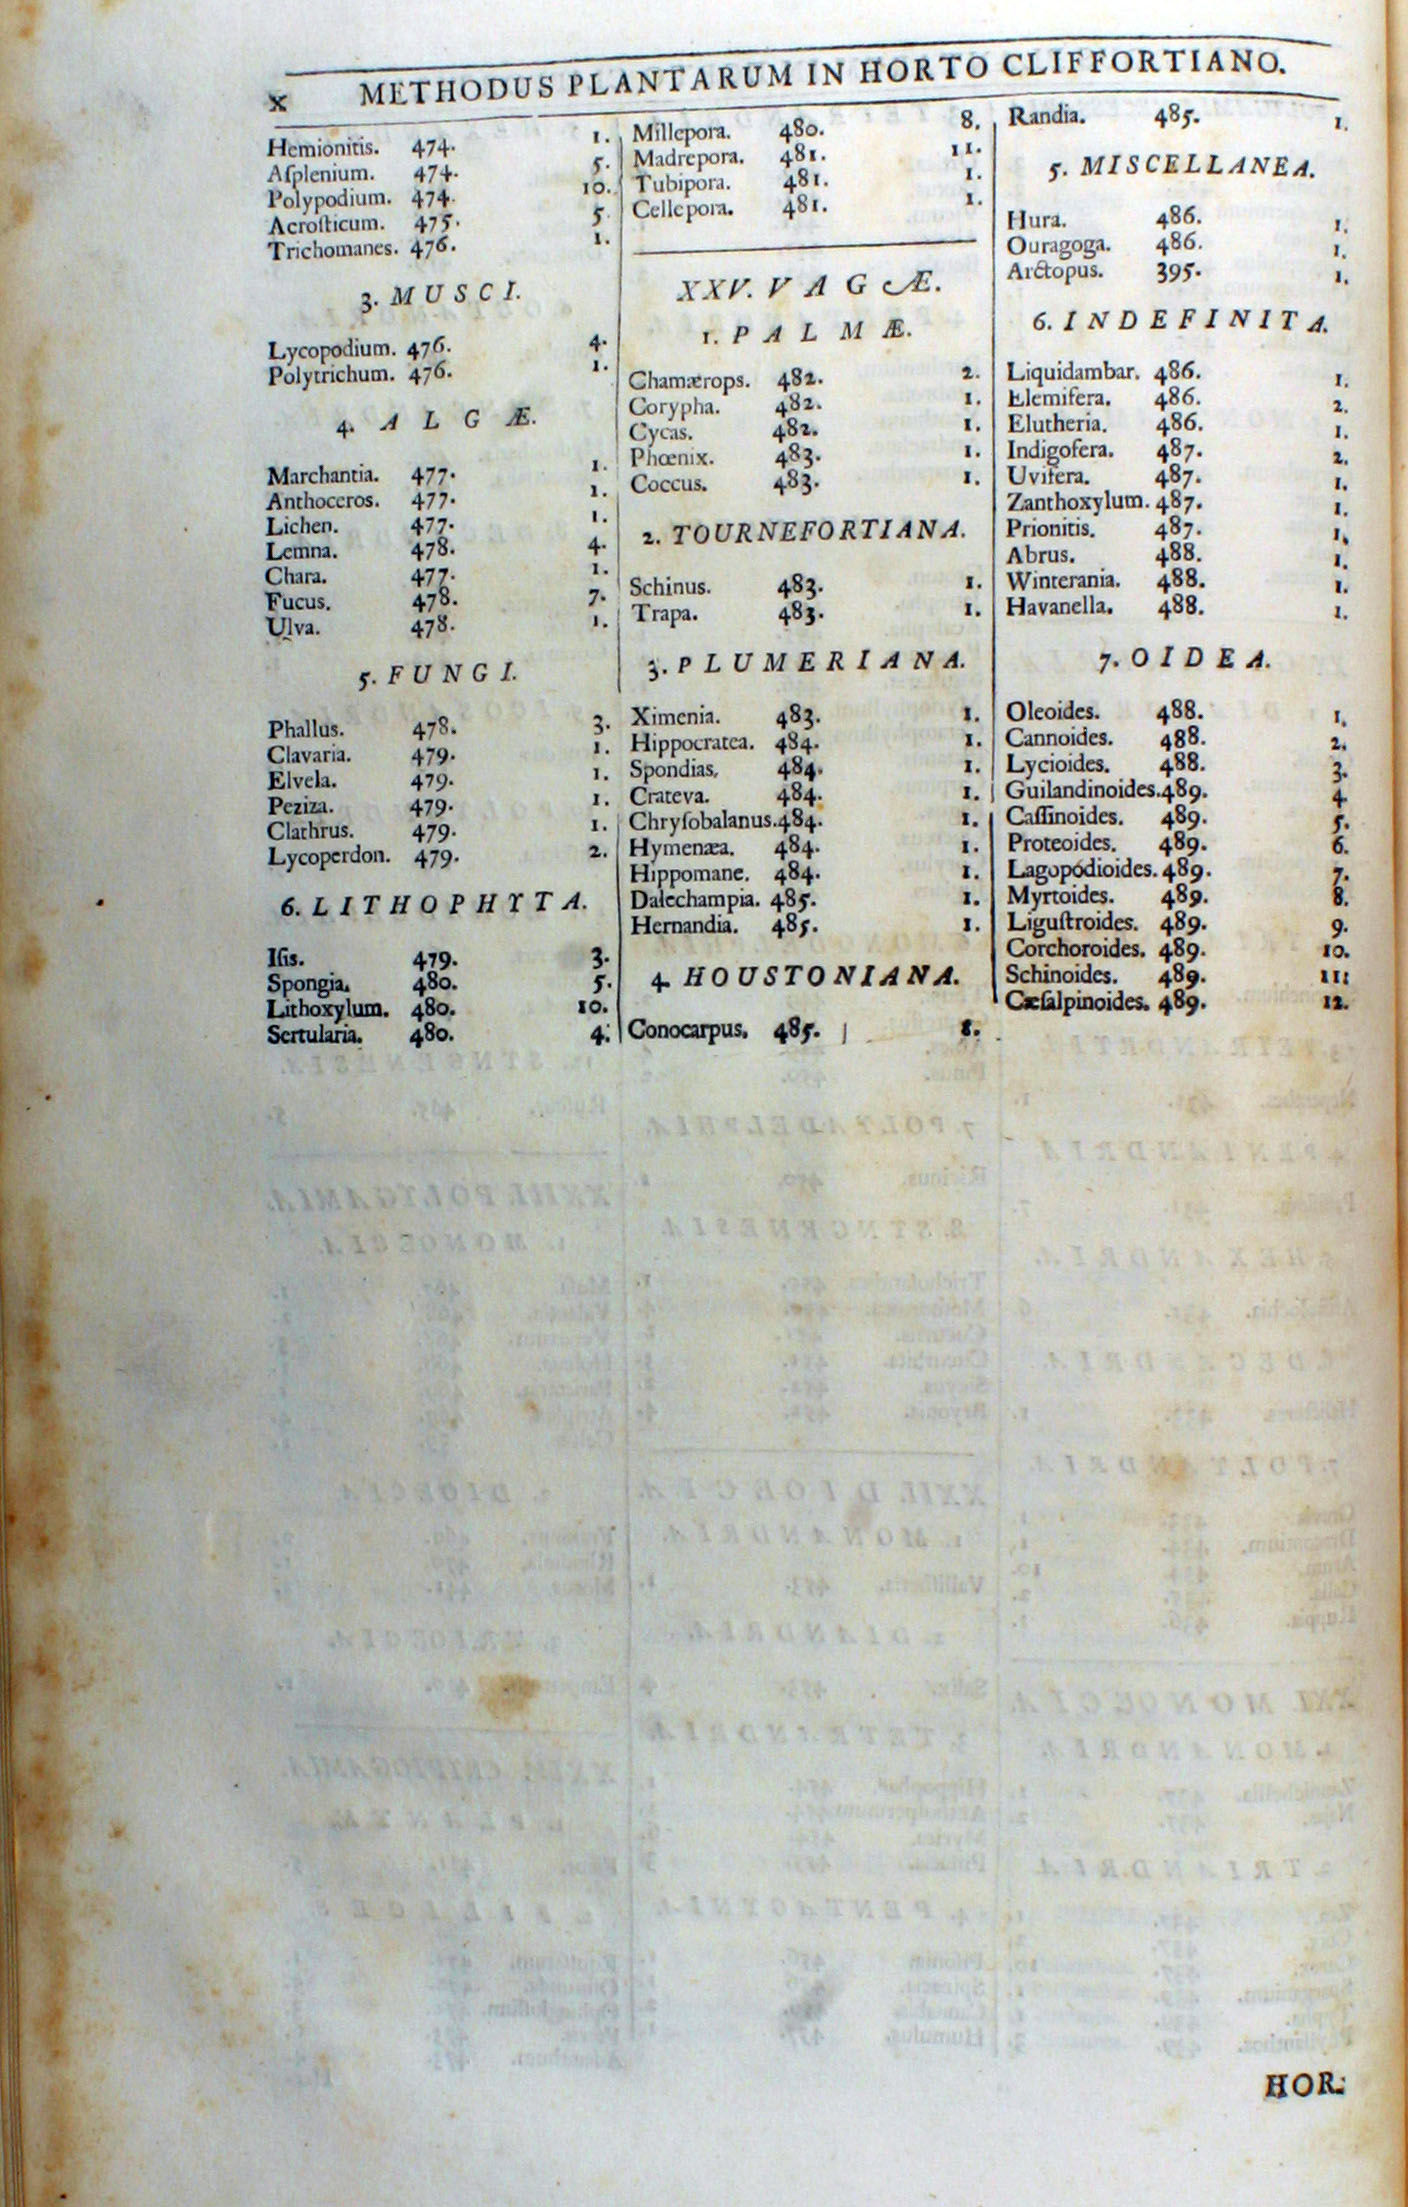 x METHODUS PLANTARUM IN HORTO CLIFFORTIANO.
Hemionitis. 474. 1.
Aſplenium. 474. 5.
Polypodium. 474. 10.
Acroſticum. 475. 5.
Trichomanes. 476. 1.
3. MUSCI.
Lycopodium. 476. 4.
Polytrichum. 476. 1.
4. ALGÆ.
Marchantia. 477. 1.
Anthoceros. 477. 1.
Lichen. 477. 1.
Lemna. 478. 4.
Chara. 477. 1.
Fucus. 478. 7.
Ulva. 478. 1.
5. FUNGI.
Phallus. 478. 3.
Clavaria. 479. 1.
Elvela. 479. 1.
Peziza. 479. 1.
Clathrus. 479. 1.
Lycoperdon. 479. 2.
6. LITHOPHYTA.
Iſis. 479. 3.
Spongia. 480. 5.
Lithoxylum. 480. 10.
Sertularia. 480. 4.
Millepora. 480. 8.
Madrepora. 481. 11.
Tubipora. 481. 1.
Cellepora. 481. 1.
XXV. VAGÆ.
1. PALMÆ.
Chamærops. 482. 2.
Corypha. 482. 1.
Cycas. 482. 1.
Phœnix. 483. 1.
Coccus. 483. 1.
2. TOURNEFORTIANA.
Schinus. 483. 1.
Trapa. 483. 1.
3. PLUMERIANA.
Ximenia. 483. 1.
Hippocratea. 484. 1.
Spondias. 484. 1.
Crateva. 484. 1.
Chryſobalanus. 484. 1.
Hymenæa. 484. 1.
Hippomane. 484. 1.
Dalechampia. 485. 1.
Hernandia. 485. 1.
4. HOUSTONIANA.
Conocarpus. 485. 1.
Randia. 485. 1.
5. MISCELLANEA.
Hura. 486. 1.
Ouragoga. 486. 1.
Arctopus. 395. 1.
6. INDEFINITA.
Liquidambar. 486. 1.
Elemifera. 486. 2.
Elutheria. 486. 1.
Indigofera. 487. 2.
Uvifera. 487. 1.
Zanthoxylum. 487. 1.
Prionitis. 487. 1.
Abrus. 488. 1.
Winterania. 488. 1.
Havanella. 488. 1.
7. OIDEA.
Oleoides. 488. 1.
Cannoides. 488. 2.
Lycioides. 488. 3.
Guilandinoides. 489. 4
Caſſinoides. 489. 5.
Proteoides. 489. 6.
Lagopódioides. 489. 7.
Myrtoides. 489. 8.
Liguſtroides. 489. 9.
Corchoroides. 489. 10.
Schinoides. 489. 11.
Cæſalpinoides. 489. 12.
HOR-